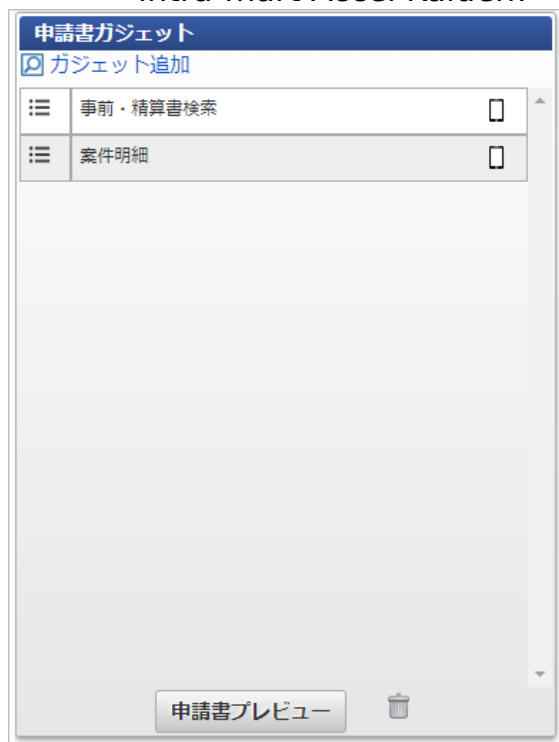 申請書ガジェット
ガジェット追加
事前・精算書検索
案件明細
申請書プレビュー